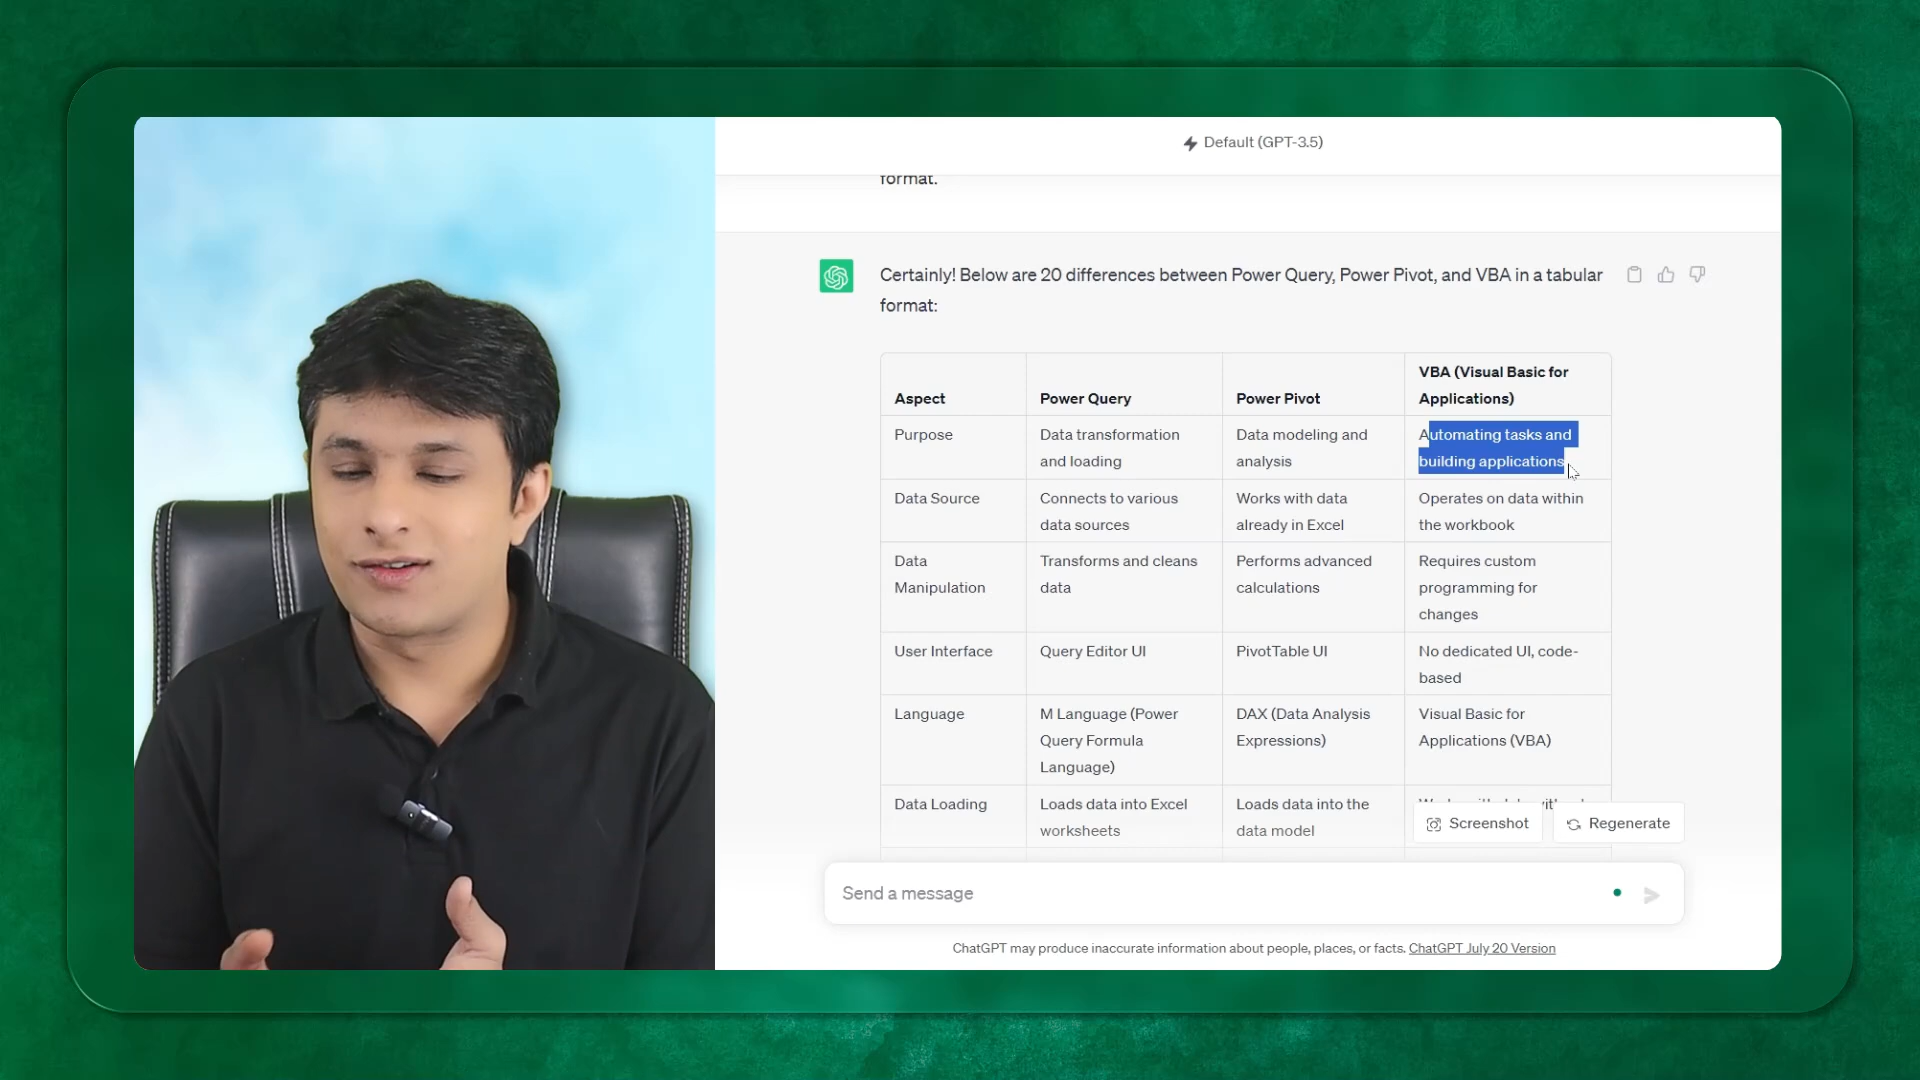 Default (GPT-3.5)
format.
Certainly! Below are 20 differences between Power Query, Power Pivot, and VBA in a tabular
format:
Aspect
Power Query
Power Pivot
VBA (Visual Basic for
Applications)
Purpose
Data transformation
and loading
Data modeling and
analysis
Automating tasks and
building applications
Data Source
Connects to various
data sources
Works with data
already in Excel
Operates on data within
the workbook
Data
Manipulation
Transforms and cleans
data
Performs advanced
calculations
Requires custom
programming for
changes
User Interface
Query Editor UI
PivotTable UI
No dedicated UI, code-
based
Language
M Language (Power
Query Formula
Language)
DAX (Data Analysis
Expressions)
Visual Basic for
Applications (VBA)
Data Loading
Loads data into Excel
worksheets
Loads data into the
data model
Screenshot
Regenerate
Send a message
ChatGPT may produce inaccurate information about people, places, or facts. ChatGPT July 20 Version